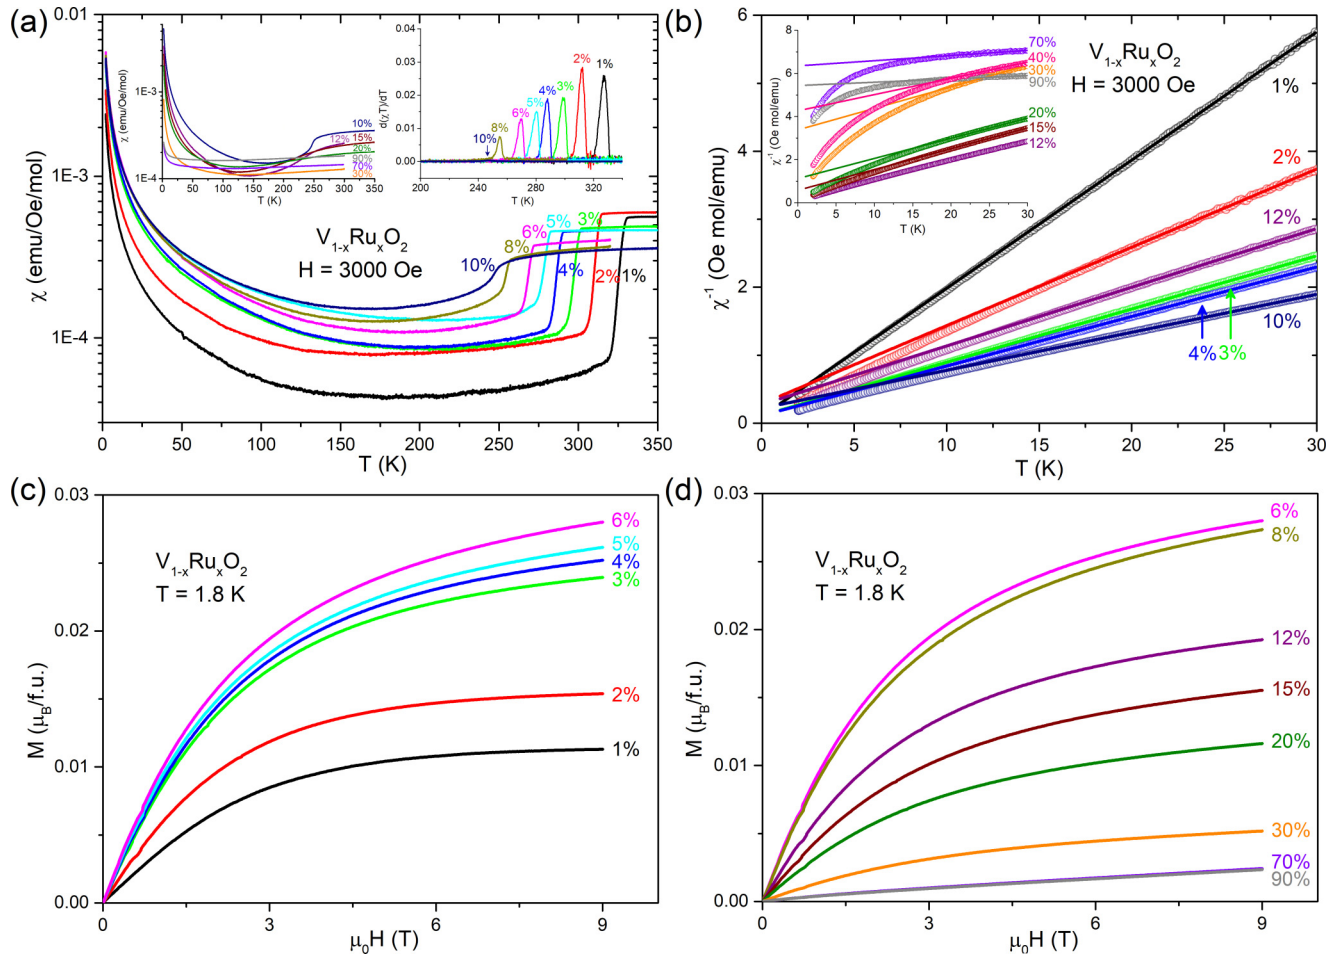 (a)
0.01
1E-3
1E-4
χ (emu/Oe/mol)
0 50 100 150 200 250 300 350
T (K)
V1-xRuxO2
H = 3000 Oe
10%
8%
6%
5%
4%
3%
2%
1%
χ (emu/Oe/mol)
1E-3
1E-4
0 50 100 150 200 250 300 350
T (K)
10%
12%
15%
20%
90%
70%
30%
d(χT)/dT
0.04
0.03
0.02
0.01
0.00
200 240 280 320
T (K)
10%
8%
6%
5%
4%
3%
2%
1%
(b)
6
4
2
0
χ-1 (Oe mol/emu)
0 5 10 15 20 25 30
T (K)
V1-xRuxO2
H = 3000 Oe
1%
2%
12%
10%
4%
3%
χ-1 (Oe mol/emu)
8
6
4
2
0
0 5 10 15 20 25 30
T (K)
70%
40%
30%
90%
20%
15%
12%
(c)
0.03
0.02
0.01
0.00
M (μB/f.u.)
0 3 6 9
μ0H (T)
V1-xRuxO2
T = 1.8 K
6%
5%
4%
3%
2%
1%
(d)
0.03
0.02
0.01
0.00
M (μB/f.u.)
0 3 6 9
μ0H (T)
V1-xRuxO2
T = 1.8 K
6%
8%
12%
15%
20%
30%
70%
90%